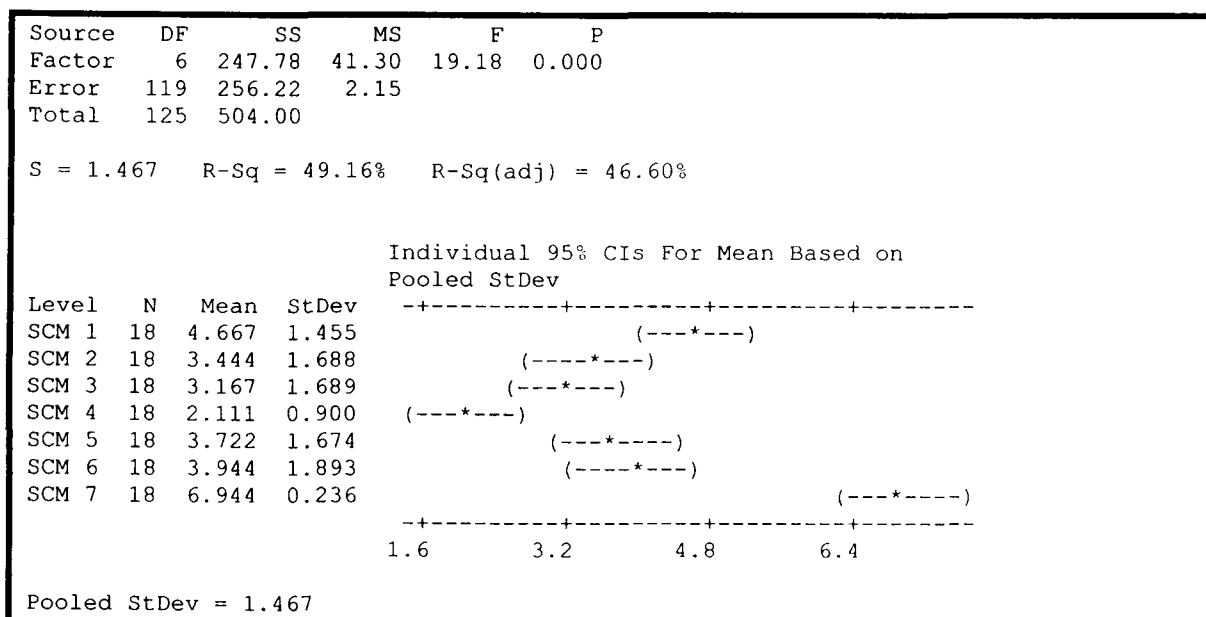 Source    DF      SS     MS      F      P
Factor     6  247.78  41.30  19.18  0.000
Error    119  256.22   2.15
Total    125  504.00
S = 1.467   R-Sq = 49.16%   R-Sq(adj) = 46.60%
Individual 95% CIs For Mean Based on
Pooled StDev
Level   N   Mean  StDev  -+---------+---------+---------+--------
SCM 1  18  4.667  1.455  (---*---)
SCM 2  18  3.444  1.688  (----*---)
SCM 3  18  3.167  1.689  (---*---)
SCM 4  18  2.111  0.900  (---*---)
SCM 5  18  3.722  1.674  (---*----)
SCM 6  18  3.944  1.893  (----*---)
SCM 7  18  6.944  0.236  (---*----)
-+---------+---------+---------+--------
1.6       3.2       4.8       6.4
Pooled StDev = 1.467